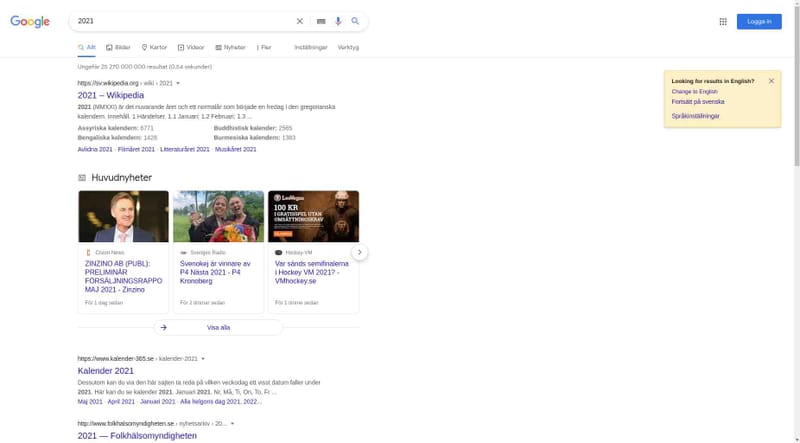 Google
2021
Logga in
Allt
Bilder
Kartor
Videor
Nyheter
Fler
Inställningar
Verktyg
Ungefär 25 270 000 000 resultat (0,64 sekunder)
Looking for results in English?
Change to English
Fortsätt på svenska
Språkinställningar
https://sv.wikipedia.org › wiki › 2021
2021 – Wikipedia
2021 (MMXXI) är det nuvarande året och ett normalår som började en fredag i den gregorianska
kalendern. Innehåll. 1 Händelser. 1.1 Januari; 1.2 Februari; 1.3 ...
Assyriska kalendern: 6771
Buddhistisk kalender: 2565
Bengaliska kalendern: 1428
Burmesiska kalendern: 1383
Avlidna 2021 · Filmåret 2021 · Litteraturåret 2021 · Musikåret 2021
Huvudnyheter
LeoVegas
100 KR
I GRATISSPEL UTAN
OMSÄTTNINGSKRAV
Cision News
ZINZINO AB (PUBL):
PRELIMINÄR
FÖRSÄLJNINGSRAPPO
MAJ 2021 - Zinzino
För 1 dag sedan
Sveriges Radio
Svenokej är vinnare av
P4 Nästa 2021 - P4
Kronoberg
För 2 timmar sedan
Hockey-VM
Var sänds semifinalerna
i Hockey VM 2021? -
VMhockey.se
För 1 timme sedan
Visa alla
https://www.kalender-365.se › kalender-2021
Kalender 2021
Dessutom kan du via den här sajten ta reda på vilken veckodag ett visst datum faller under
2021. Här kan du se kalender 2021. Januari 2021. Nr, Må, Ti, On, To, Fr ...
Maj 2021 · April 2021 · Januari 2021 · Alla helgons dag 2021, 2022...
http://www.folkhalsomyndigheten.se › nyhetsarkiv › 20...
2021 — Folkhälsomyndigheten